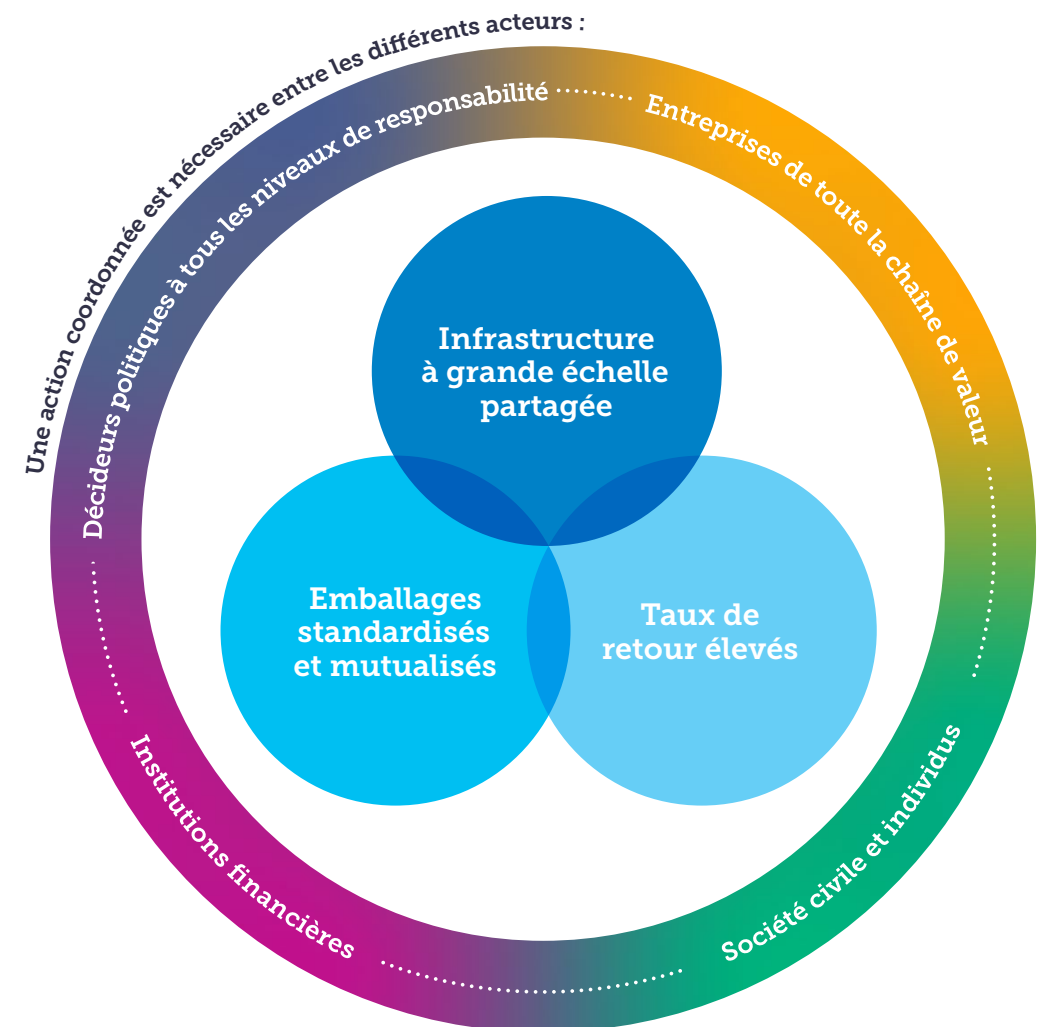 Une action coordonnée est nécessaire entre les différents acteurs :
Décideurs politiques à tous les niveaux de responsabilité
Entreprises de toute la chaîne de valeur
Infrastructure
à grande échelle
partagée
Emballages
standardisés
et mutualisés
Taux de
retour élevés
Institutions financières
Société civile et individus